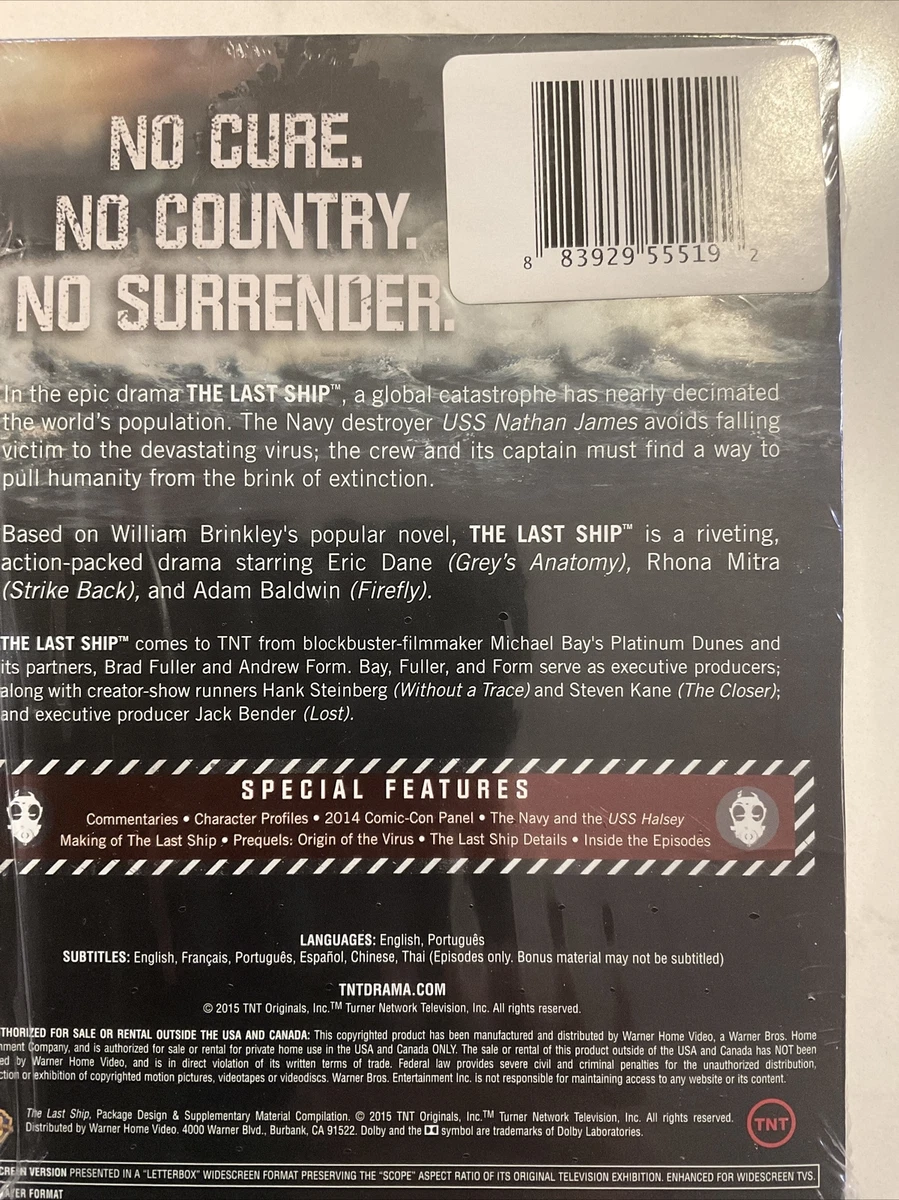 NO CURE.
NO COUNTRY.
NO SURRENDER.
8 83929 55519 2
In the epic drama THE LAST SHIP™, a global catastrophe has nearly decimated
the world's population. The Navy destroyer USS Nathan James avoids falling
victim to the devastating virus; the crew and its captain must find a way to
pull humanity from the brink of extinction.
Based on William Brinkley's popular novel, THE LAST SHIP™ is a riveting,
action-packed drama starring Eric Dane (Grey's Anatomy), Rhona Mitra
(Strike Back), and Adam Baldwin (Firefly).
THE LAST SHIP™ comes to TNT from blockbuster-filmmaker Michael Bay's Platinum Dunes and
its partners, Brad Fuller and Andrew Form. Bay, Fuller, and Form serve as executive producers;
along with creator-show runners Hank Steinberg (Without a Trace) and Steven Kane (The Closer);
and executive producer Jack Bender (Lost).
SPECIAL FEATURES
Commentaries • Character Profiles • 2014 Comic-Con Panel • The Navy and the USS Halsey
Making of The Last Ship • Prequels: Origin of the Virus • The Last Ship Details • Inside the Episodes
LANGUAGES: English, Português
SUBTITLES: English, Français, Português, Español, Chinese, Thai (Episodes only. Bonus material may not be subtitled)
TNTDRAMA.COM
© 2015 TNT Originals, Inc.™ Turner Network Television, Inc. All rights reserved.
THORIZED FOR SALE OR RENTAL OUTSIDE THE USA AND CANADA: This copyrighted product has been manufactured and distributed by Warner Home Video, a Warner Bros. Home
nment Company, and is authorized for sale or rental for private home use in the USA and Canada ONLY. The sale or rental of this product outside of the USA and Canada has NOT been
ed by Warner Home Video, and is in direct violation of its written terms of trade. Federal law provides severe civil and criminal penalties for the unauthorized distribution,
ction or exhibition of copyrighted motion pictures, videotapes or videodiscs. Warner Bros. Entertainment Inc. is not responsible for maintaining access to any website or its content.
The Last Ship, Package Design & Supplementary Material Compilation. © 2015 TNT Originals, Inc.™ Turner Network Television, Inc. All rights reserved.
Distributed by Warner Home Video. 4000 Warner Blvd., Burbank, CA 91522. Dolby and the symbol are trademarks of Dolby Laboratories.
TNT
CREEN VERSION PRESENTED IN A "LETTERBOX" WIDESCREEN FORMAT PRESERVING THE "SCOPE" ASPECT RATIO OF ITS ORIGINAL TELEVISION EXHIBITION. ENHANCED FOR WIDESCREEN TVS.
AYER FORMAT